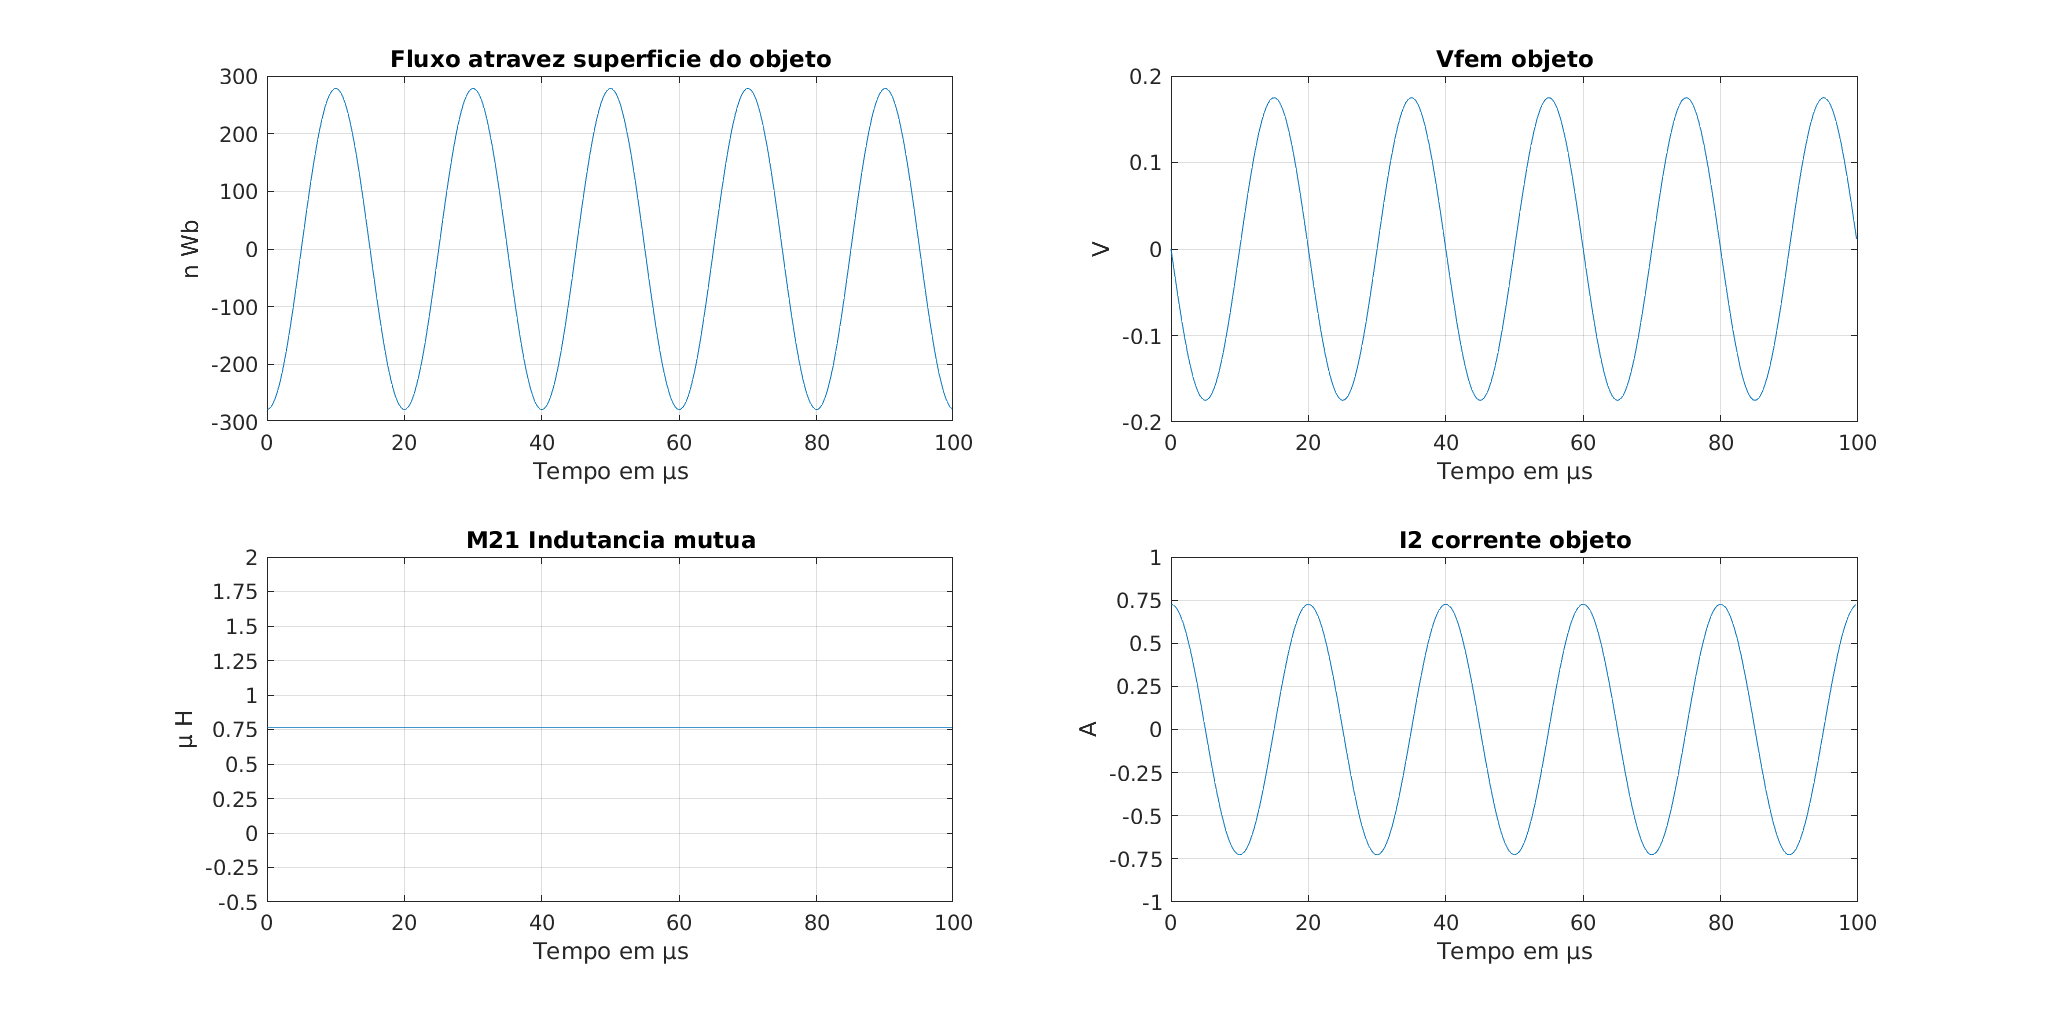 Fluxo atravez superficie do objeto
300
200
100
0
-100
-200
-300
n Wb
0 20 40 60 80 100
Tempo em µs
Vfem objeto
0.2
0.1
0
-0.1
-0.2
V
0 20 40 60 80 100
Tempo em µs
M21 Indutancia mutua
2
1.75
1.5
1.25
1
0.75
0.5
0.25
0
-0.25
-0.5
µ H
0 20 40 60 80 100
Tempo em µs
I2 corrente objeto
1
0.75
0.5
0.25
0
-0.25
-0.5
-0.75
-1
A
0 20 40 60 80 100
Tempo em µs